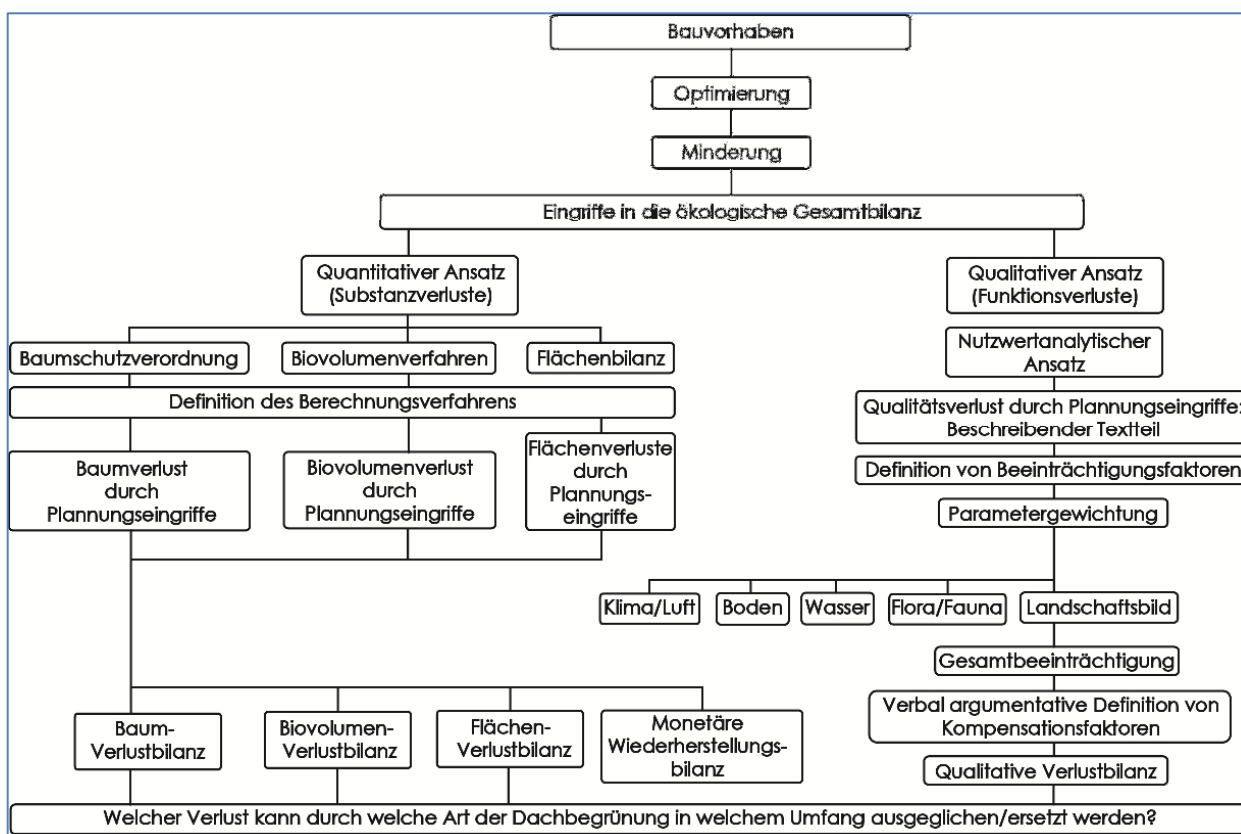 Bauvorhaben
Optimierung
Minderung
Eingriffe in die ökologische Gesamtbilanz
Quantitativer Ansatz
(Substanzverluste)
Qualitativer Ansatz
(Funktionsverluste)
Baumschutzverordnung
Biovolumenverfahren
Flächenbilanz
Nutzwertanalytischer
Ansatz
Definition des Berechnungsverfahrens
Qualitätsverlust durch Plannungseingriffe:
Beschreibender Textteil
Baumverlust
durch
Plannungseingriffe
Biovolumenverlust
durch
Plannungseingriffe
Flächenverluste
durch
Plannungs-
eingriffe
Definition von Beeinträchtigungsfaktoren
Parametergewichtung
Klima/Luft
Boden
Wasser
Flora/Fauna
Landschaftsbild
Gesamtbeeinträchtigung
Baum-
Verlustbilanz
Biovolumen-
Verlustbilanz
Flächen-
Verlustbilanz
Monetäre
Wiederherstellungs-
bilanz
Verbal argumentative Definition von
Kompensationsfaktoren
Qualitative Verlustbilanz
Welcher Verlust kann durch welche Art der Dachbegrünung in welchem Umfang ausgeglichen/ersetzt werden?